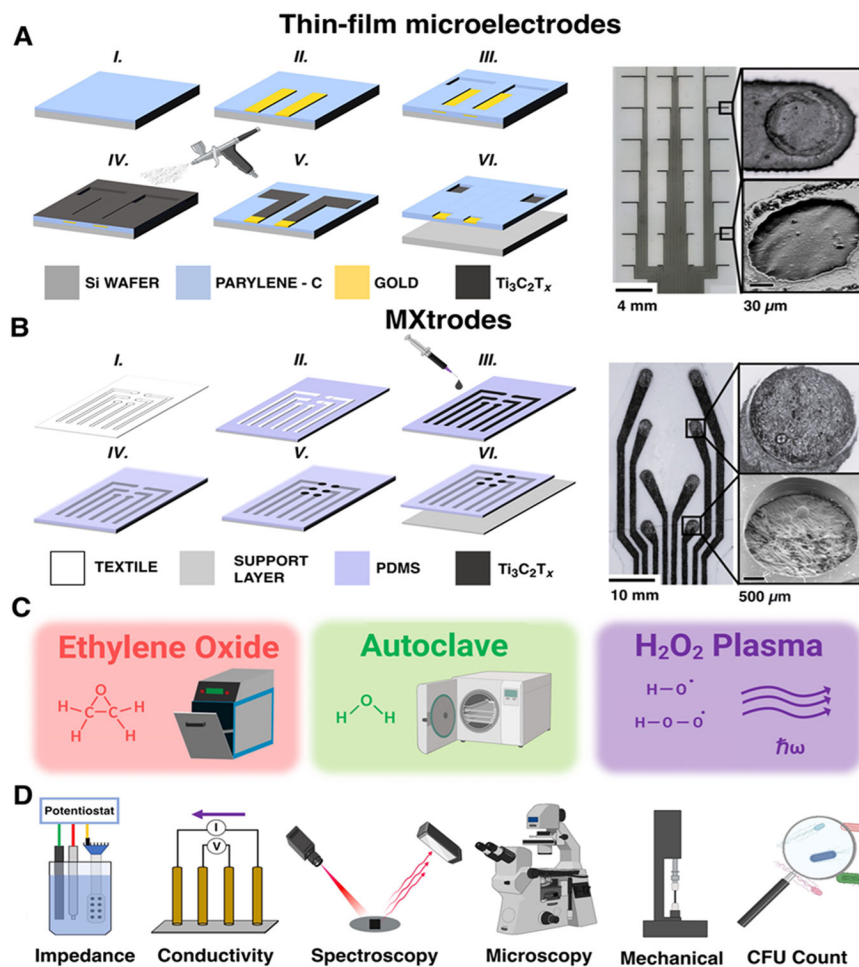 Thin-film microelectrodes
A
I.
II.
III.
IV.
V.
VI.
Si WAFER
PARYLENE - C
GOLD
Ti₃C₂Tₓ
4 mm
30 µm
MXtrodes
B
I.
II.
III.
IV.
V.
VI.
TEXTILE
SUPPORT
LAYER
PDMS
Ti₃C₂Tₓ
10 mm
500 µm
C
Ethylene Oxide
O
H C C H
H H
Autoclave
O
H H
H₂O₂ Plasma
H–O•
H–O–O•
ħω
D
Potentiostat
I
V
Impedance
Conductivity
Spectroscopy
Microscopy
Mechanical
CFU Count